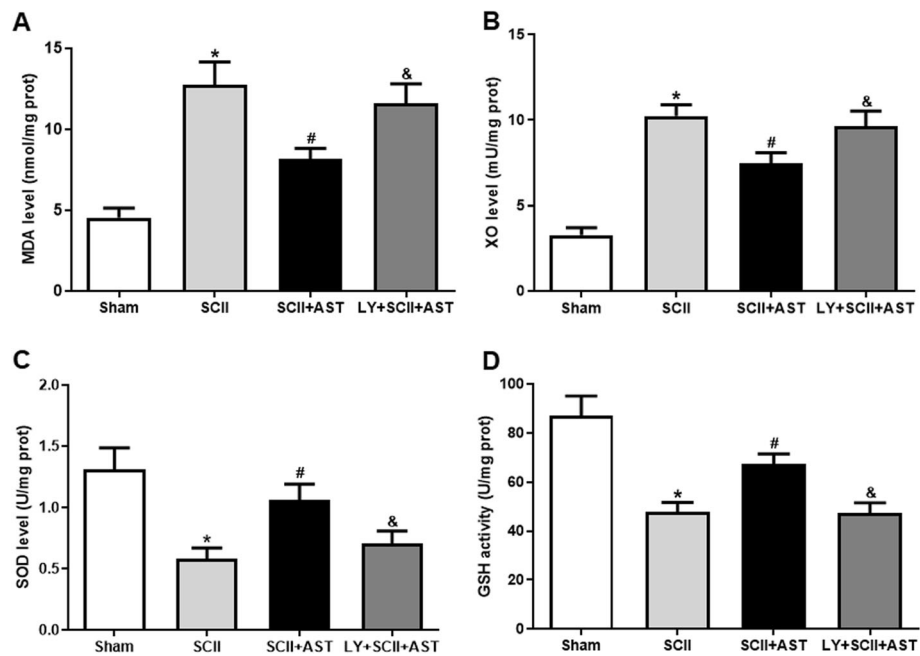 A
MDA level (nmol/mg prot)
15
10
5
0
*
#
&
Sham SCII SCII+AST LY+SCII+AST
B
XO level (mU/mg prot)
15
10
5
0
*
#
&
Sham SCII SCII+AST LY+SCII+AST
C
SOD level (U/mg prot)
2.0
1.5
1.0
0.5
0.0
*
#
&
Sham SCII SCII+AST LY+SCII+AST
D
GSH activity (U/mg prot)
100
80
60
40
20
0
*
#
&
Sham SCII SCII+AST LY+SCII+AST